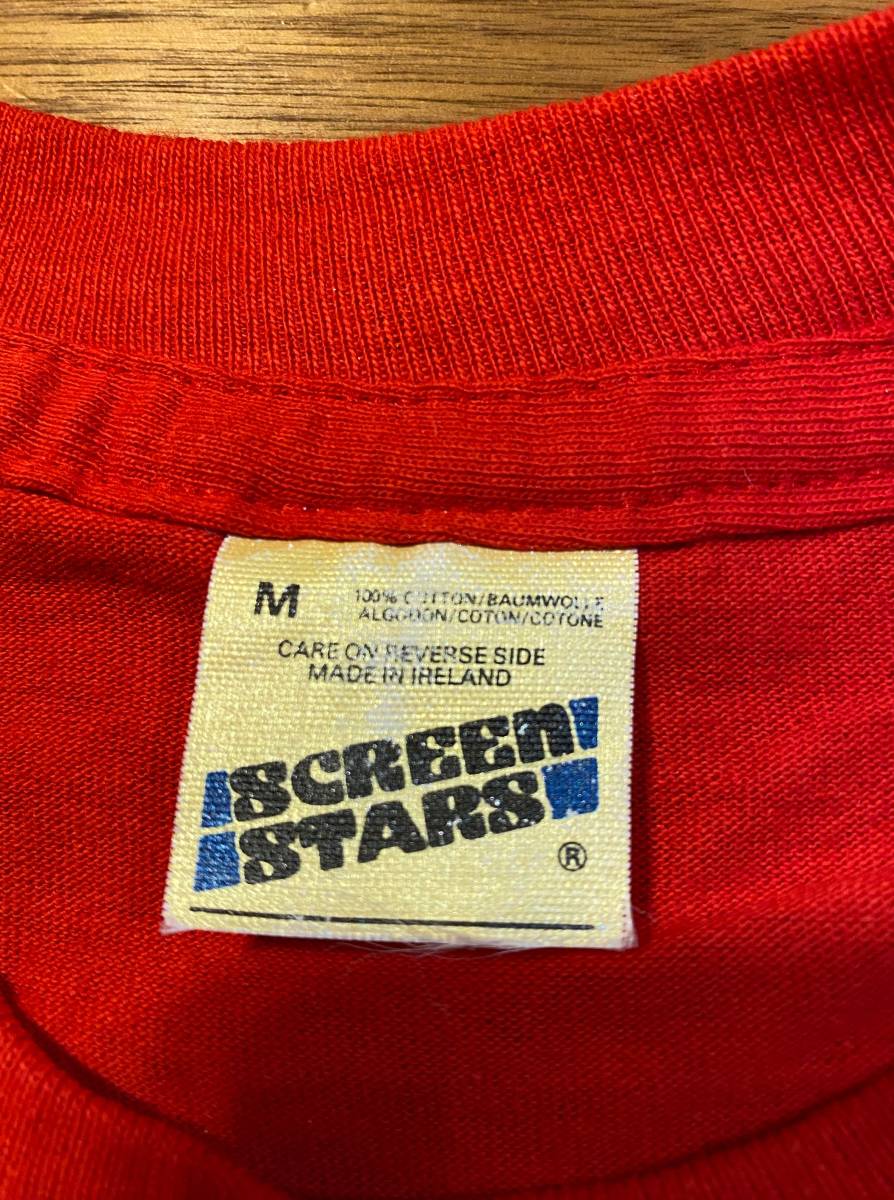 M
100% COTTON/BAUMWOLLE
ALGODON/COTON/COTONE
CARE ON REVERSE SIDE
MADE IN IRELAND
SCREEN
STARS
®